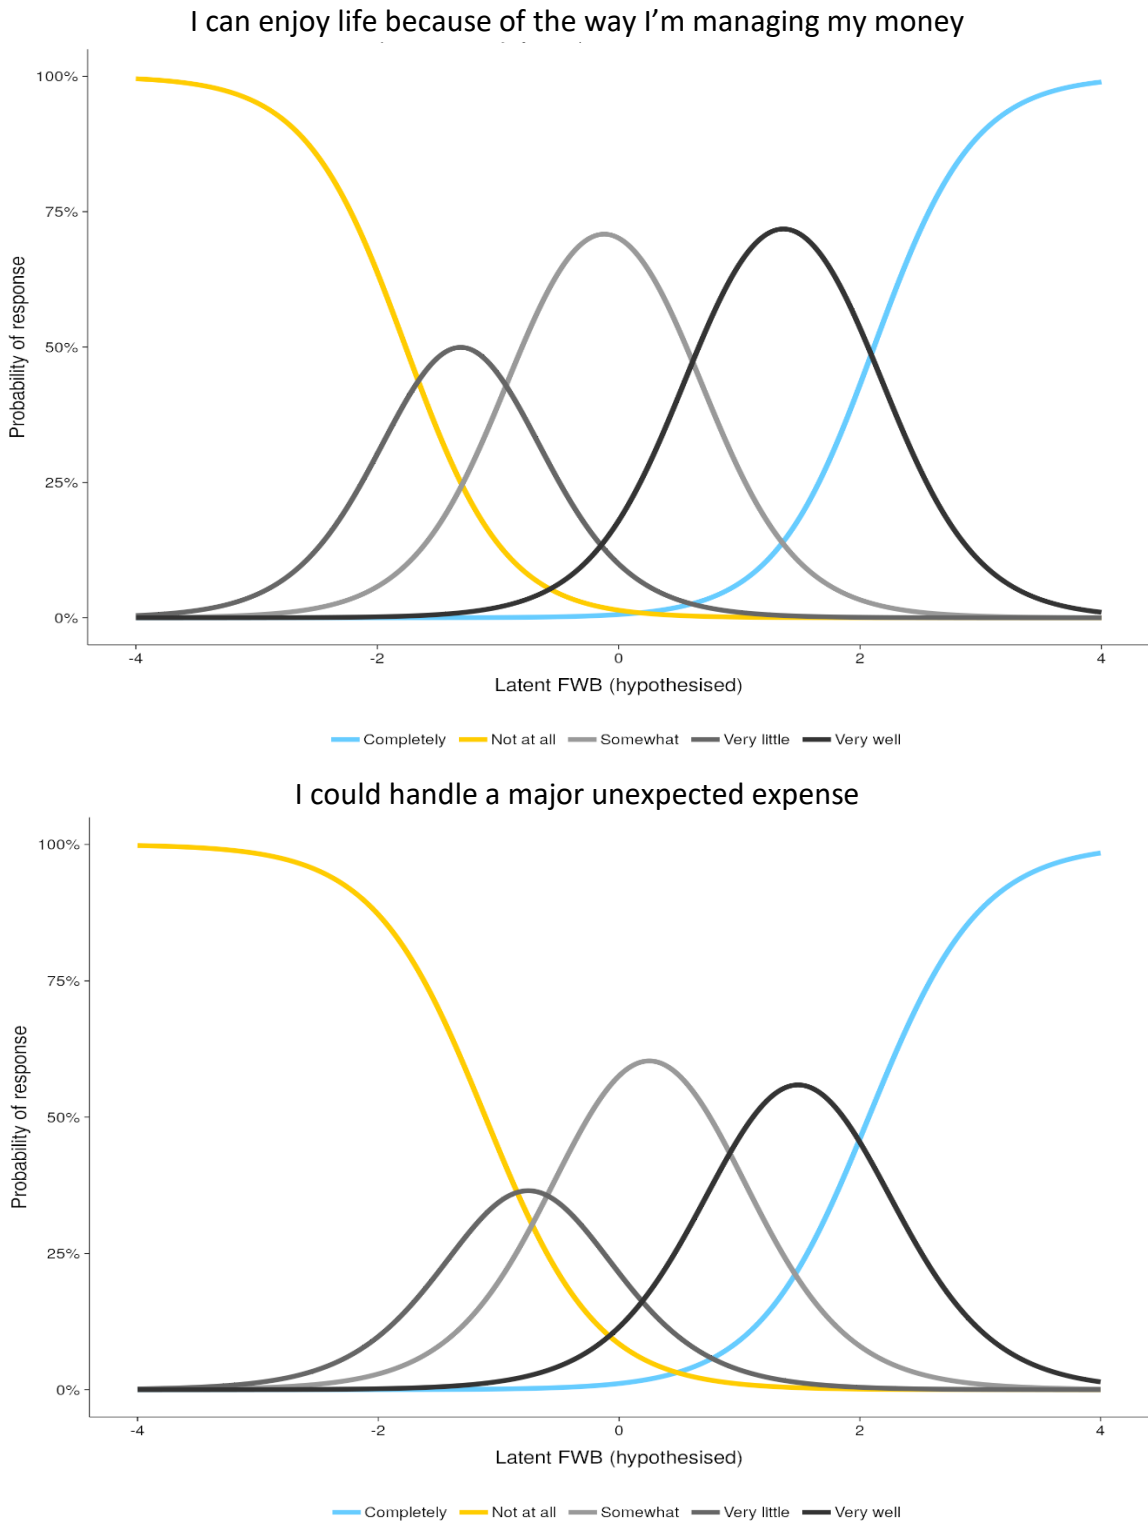 I can enjoy life because of the way I’m managing my money
100%
75%
50%
25%
0%
Probability of response
-4 -2 0 2 4
Latent FWB (hypothesised)
Completely Not at all Somewhat Very little Very well
I could handle a major unexpected expense
100%
75%
50%
25%
0%
Probability of response
-4 -2 0 2 4
Latent FWB (hypothesised)
Completely Not at all Somewhat Very little Very well